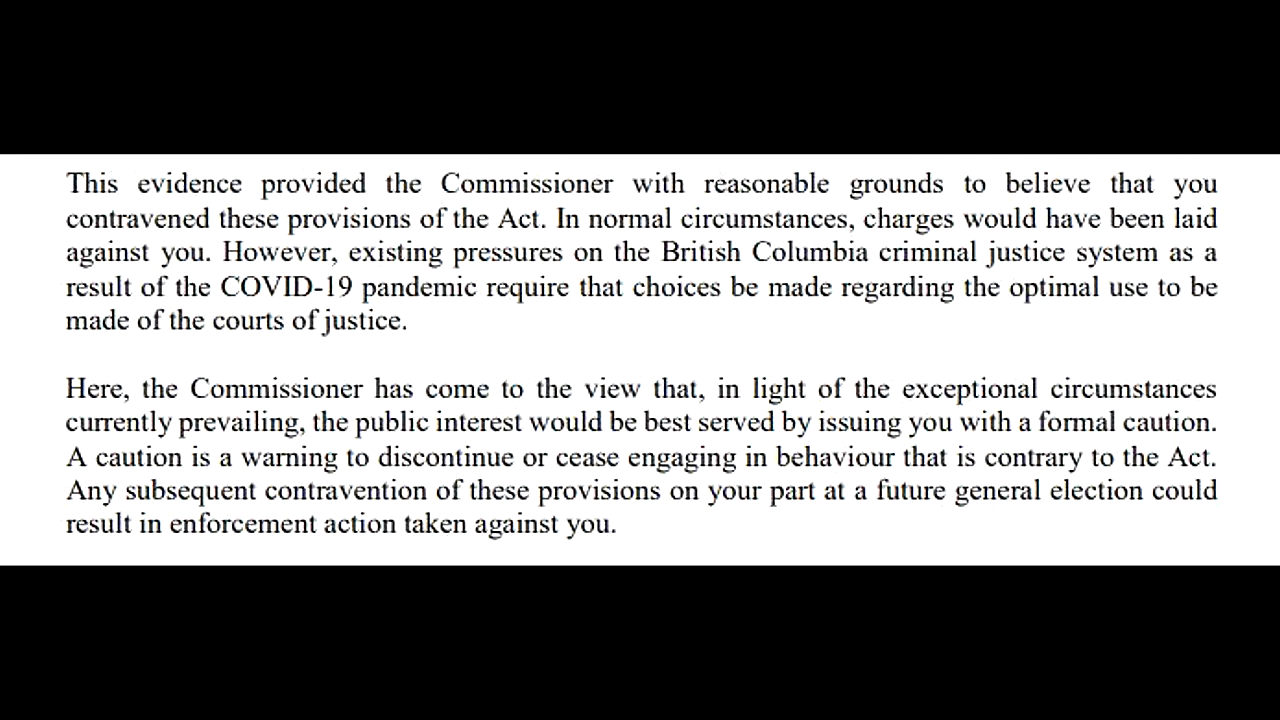 This evidence provided the Commissioner with reasonable grounds to believe that you
contravened these provisions of the Act. In normal circumstances, charges would have been laid
against you. However, existing pressures on the British Columbia criminal justice system as a
result of the COVID-19 pandemic require that choices be made regarding the optimal use to be
made of the courts of justice.
Here, the Commissioner has come to the view that, in light of the exceptional circumstances
currently prevailing, the public interest would be best served by issuing you with a formal caution.
A caution is a warning to discontinue or cease engaging in behaviour that is contrary to the Act.
Any subsequent contravention of these provisions on your part at a future general election could
result in enforcement action taken against you.